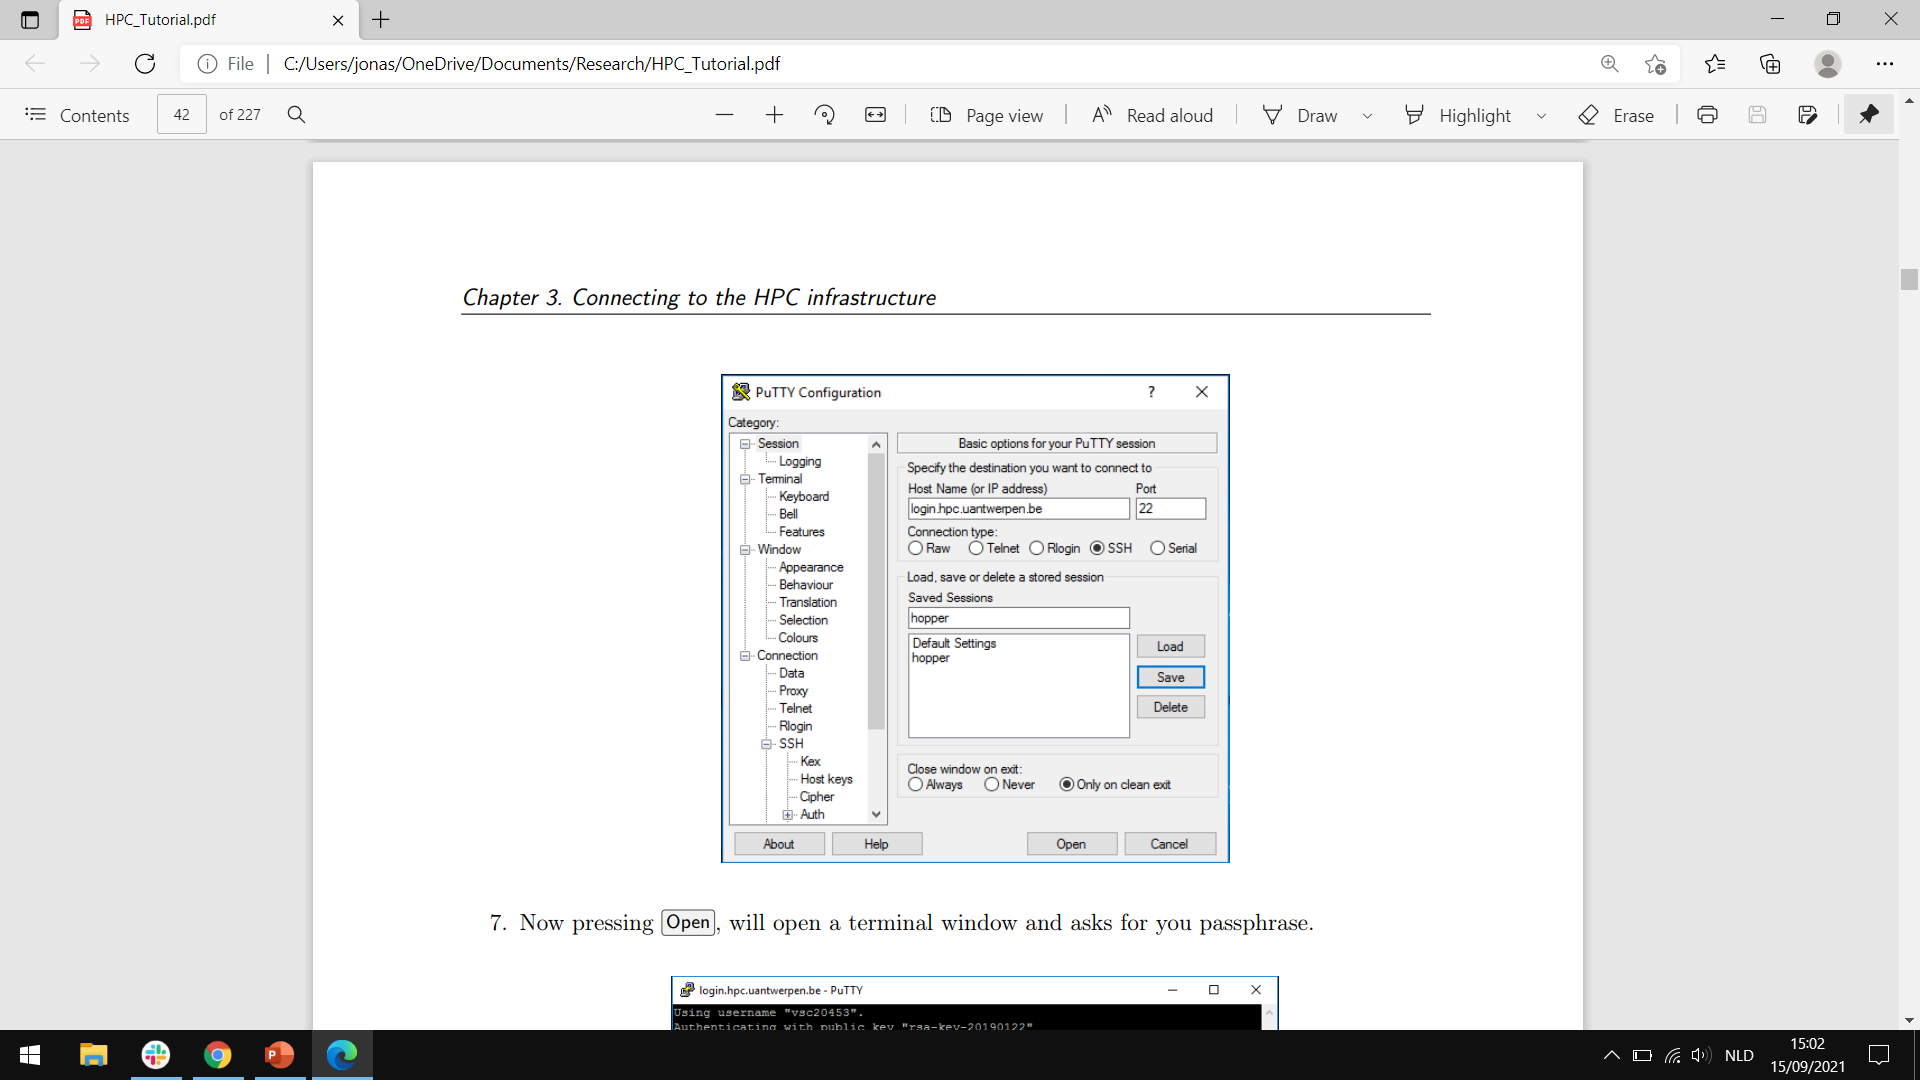 HPC_Tutorial.pdf
File C:/Users/jonas/OneDrive/Documents/Research/HPC_Tutorial.pdf
Contents 42 of 227 Page view Read aloud Draw Highlight Erase
Chapter 3. Connecting to the HPC infrastructure
PuTTY Configuration ?
Category:
Session
Logging
Terminal
Keyboard
Bell
Features
Window
Appearance
Behaviour
Translation
Selection
Colours
Connection
Data
Proxy
Telnet
Rlogin
SSH
Kex
Host keys
Cipher
Auth
Basic options for your PuTTY session
Specify the destination you want to connect to
Host Name (or IP address) Port
login.hpc.uantwerpen.be 22
Connection type:
Raw Telnet Rlogin SSH Serial
Load, save or delete a stored session
Saved Sessions
hopper
Default Settings
hopper
Load
Save
Delete
Close window on exit:
Always Never Only on clean exit
About Help Open Cancel
7. Now pressing Open, will open a terminal window and asks for you passphrase.
login.hpc.uantwerpen.be - PuTTY
Using username "vsc20453".
Authenticating with public key "rsa-key-20190122"
NLD
15:02
15/09/2021